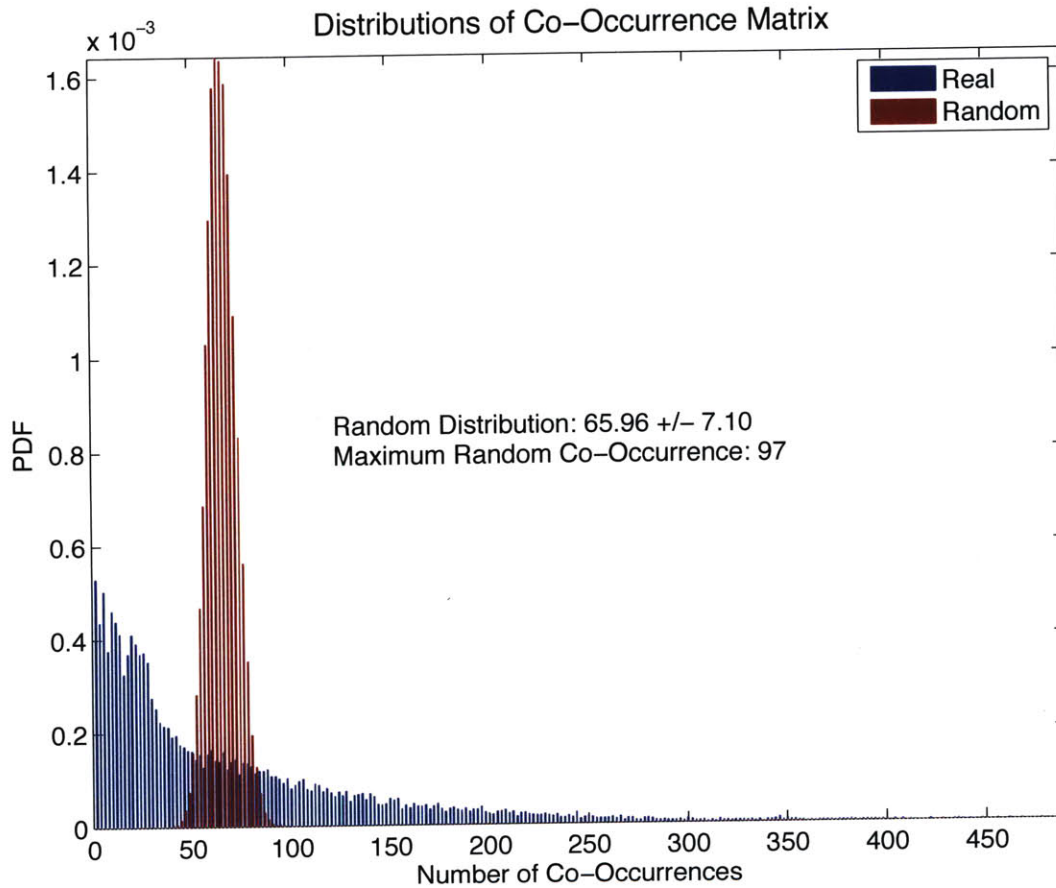 Distributions of Co−Occurrence Matrix
x 10−3
Real
Random
1.6
1.4
1.2
1
0.8
0.6
0.4
0.2
0
PDF
Random Distribution: 65.96 +/− 7.10
Maximum Random Co−Occurrence: 97
0 50 100 150 200 250 300 350 400 450
Number of Co−Occurrences